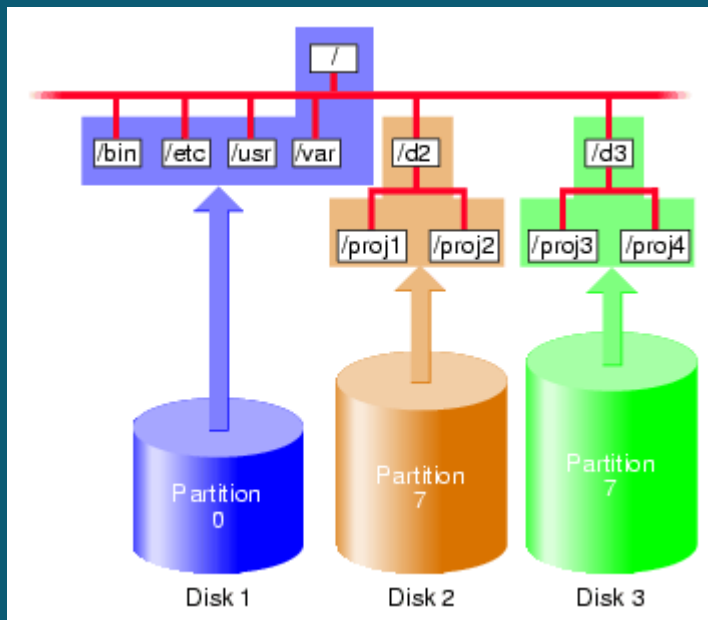 /
/bin /etc /usr /var /d2 /d3
/proj1 /proj2 /proj3 /proj4
Partition
0
Partition
7
Partition
7
Disk 1 Disk 2 Disk 3